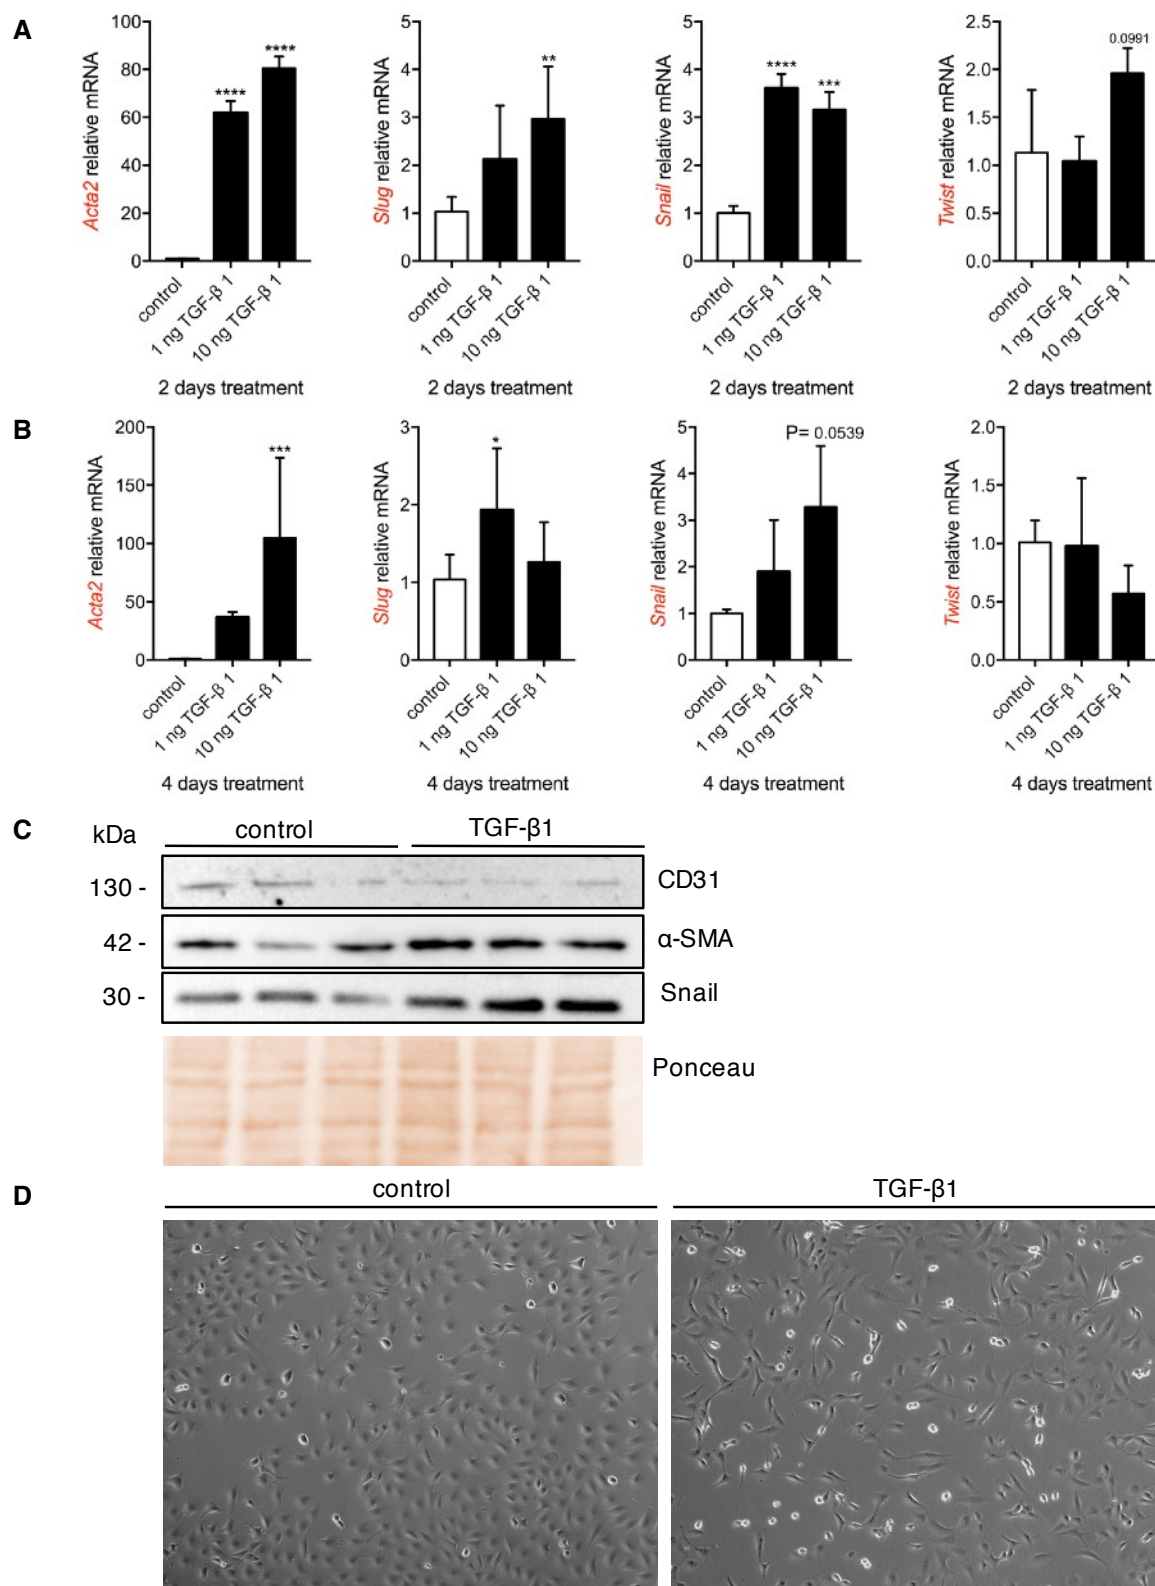 A
100
80
60
40
20
0
Acta2 relative mRNA
****
****
control
1 ng TGF-β 1
10 ng TGF-β 1
2 days treatment
5
4
3
2
1
0
Slug relative mRNA
**
control
1 ng TGF-β 1
10 ng TGF-β 1
2 days treatment
5
4
3
2
1
0
Snail relative mRNA
****
***
control
1 ng TGF-β 1
10 ng TGF-β 1
2 days treatment
2.5
2.0
1.5
1.0
0.5
0.0
Twist relative mRNA
0.0991
control
1 ng TGF-β 1
10 ng TGF-β 1
2 days treatment
B
200
150
100
50
0
Acta2 relative mRNA
***
control
1 ng TGF-β 1
10 ng TGF-β 1
4 days treatment
3
2
1
0
Slug relative mRNA
*
control
1 ng TGF-β 1
10 ng TGF-β 1
4 days treatment
5
4
3
2
1
0
Snail relative mRNA
P= 0.0539
control
1 ng TGF-β 1
10 ng TGF-β 1
4 days treatment
2.0
1.5
1.0
0.5
0.0
Twist relative mRNA
control
1 ng TGF-β 1
10 ng TGF-β 1
4 days treatment
C
kDa
control
TGF-β1
130 -
CD31
42 -
α-SMA
30 -
Snail
Ponceau
D
control
TGF-β1